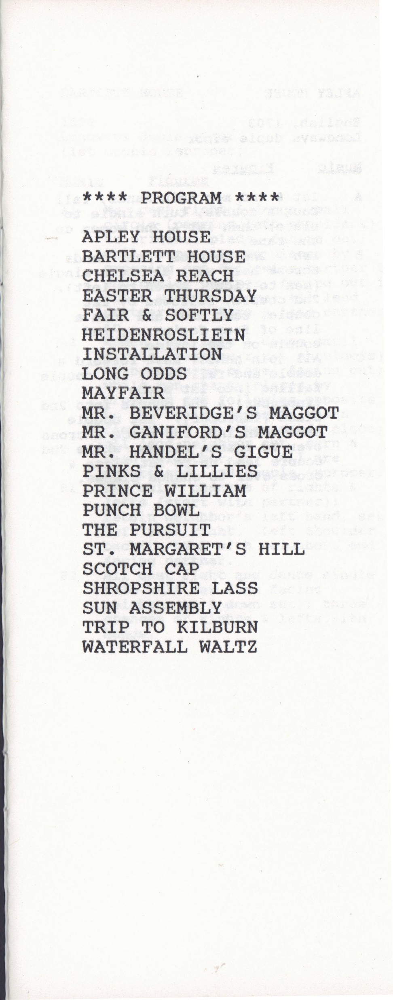 **** PROGRAM ****
APLEY HOUSE
BARTLETT HOUSE
CHELSEA REACH
EASTER THURSDAY
FAIR & SOFTLY
HEIDENROSLIEIN
INSTALLATION
LONG ODDS
MAYFAIR
MR. BEVERIDGE'S MAGGOT
MR. GANIFORD'S MAGGOT
MR. HANDEL'S GIGUE
PINKS & LILLIES
PRINCE WILLIAM
PUNCH BOWL
THE PURSUIT
ST. MARGARET'S HILL
SCOTCH CAP
SHROPSHIRE LASS
SUN ASSEMBLY
TRIP TO KILBURN
WATERFALL WALTZ